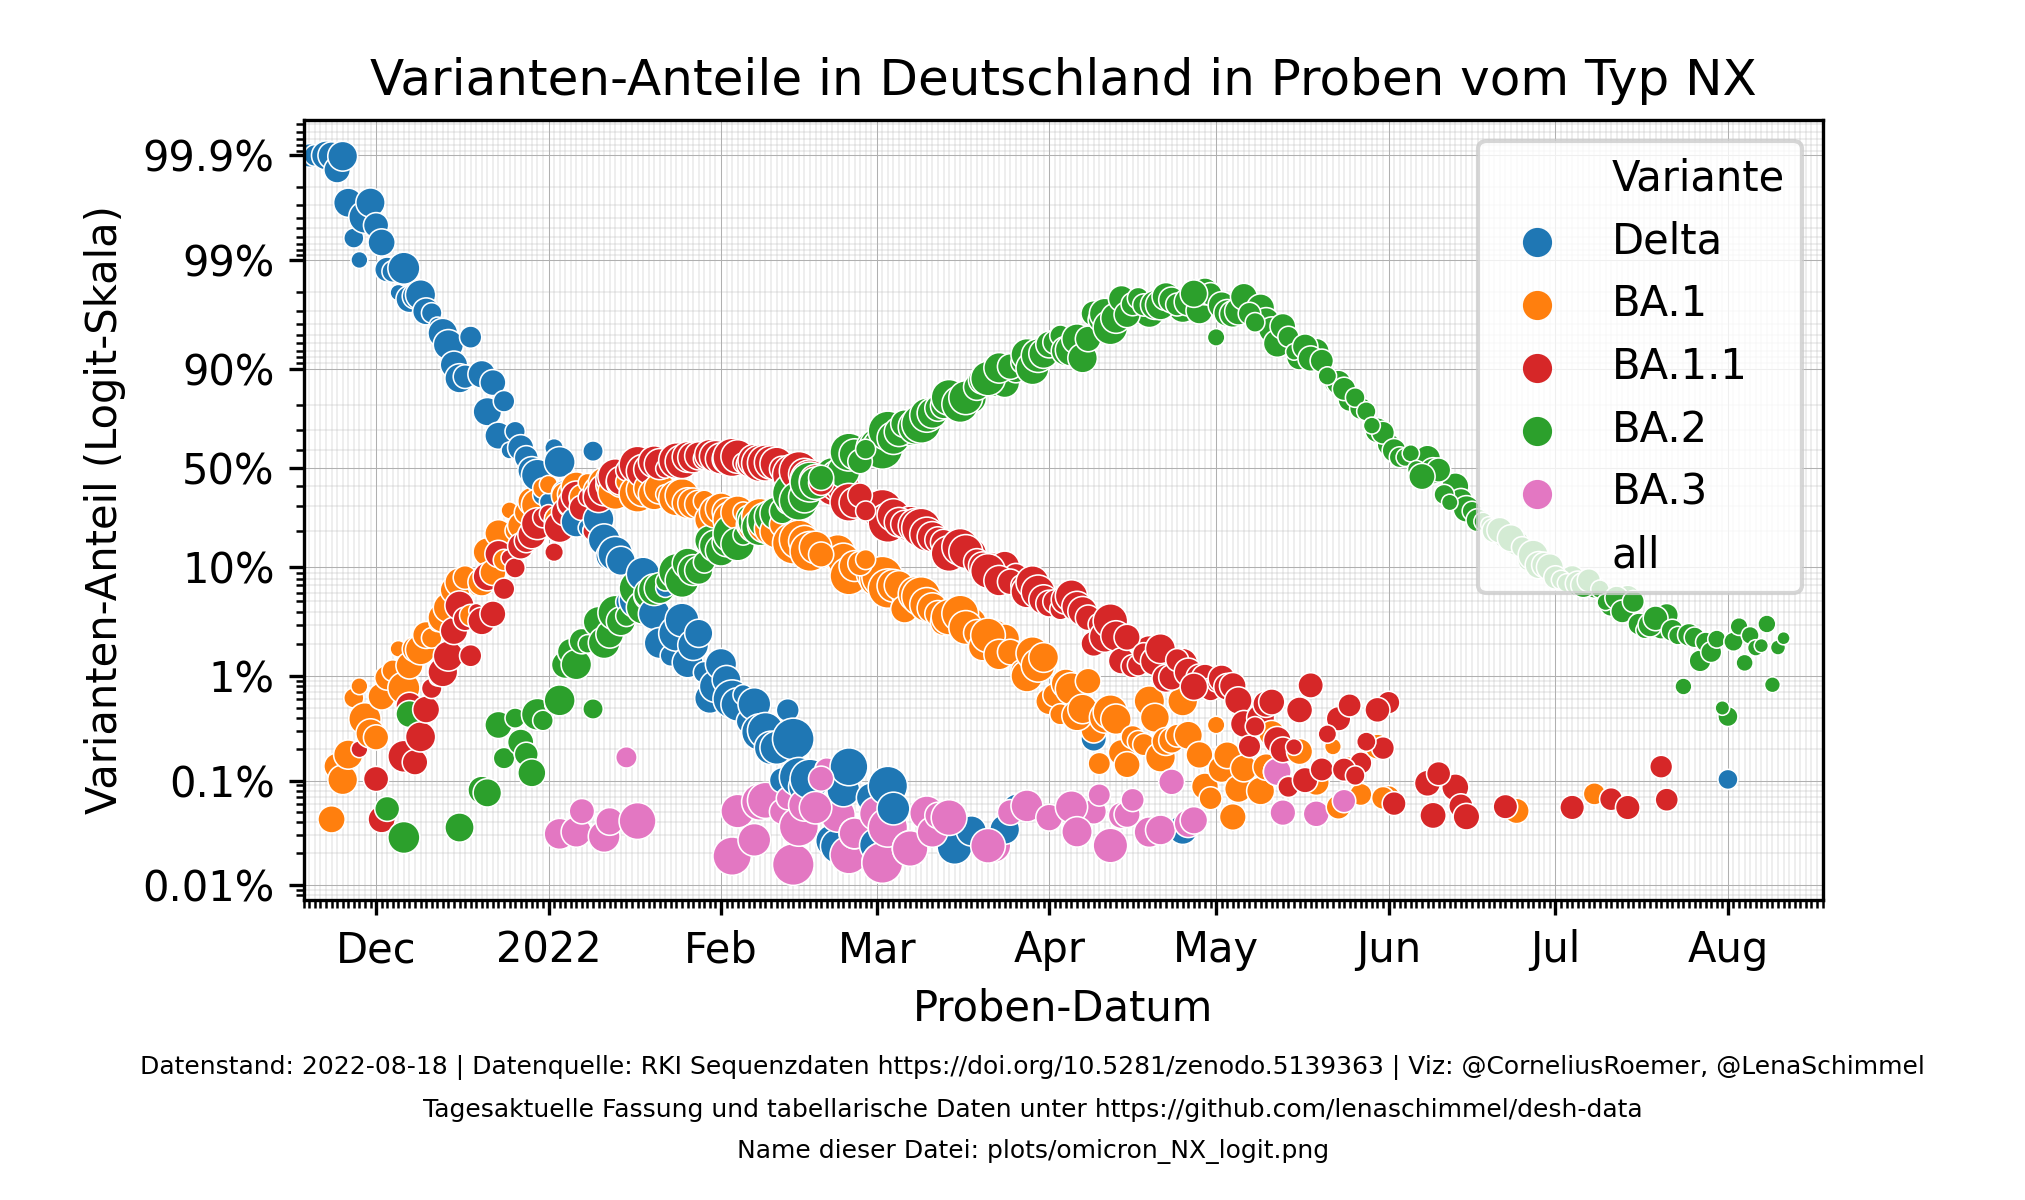 Varianten-Anteile in Deutschland in Proben vom Typ NX
Varianten-Anteil (Logit-Skala)
99.9%
99%
90%
50%
10%
1%
0.1%
0.01%
Variante
Delta
BA.1
BA.1.1
BA.2
BA.3
all
Dec 2022 Feb Mar Apr May Jun Jul Aug
Proben-Datum
Datenstand: 2022-08-18 | Datenquelle: RKI Sequenzdaten https://doi.org/10.5281/zenodo.5139363 | Viz: @CorneliusRoemer, @LenaSchimmel
Tagesaktuelle Fassung und tabellarische Daten unter https://github.com/lenaschimmel/desh-data
Name dieser Datei: plots/omicron_NX_logit.png